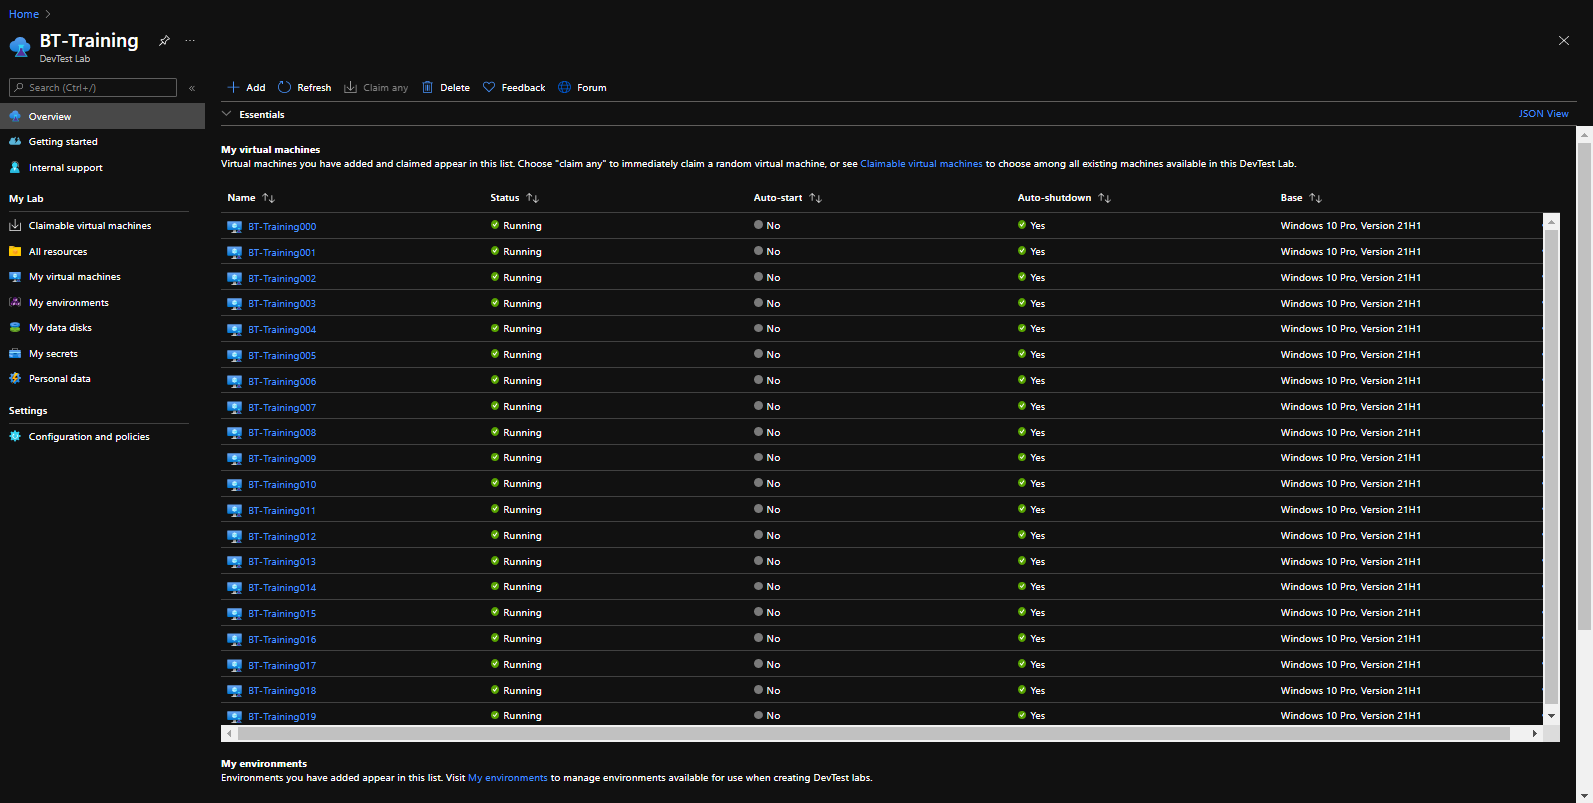 Home >
BT-Training
DevTest Lab
Search (Ctrl+/)
«
Add Refresh Claim any Delete Feedback Forum
Essentials
JSON View
Overview
Getting started
Internal support
My Lab
Claimable virtual machines
All resources
My virtual machines
My environments
My data disks
My secrets
Personal data
Settings
Configuration and policies
My virtual machines
Virtual machines you have added and claimed appear in this list. Choose "claim any" to immediately claim a random virtual machine, or see Claimable virtual machines to choose among all existing machines available in this DevTest Lab.
Name Status Auto-start Auto-shutdown Base
BT-Training000 Running No Yes Windows 10 Pro, Version 21H1
BT-Training001 Running No Yes Windows 10 Pro, Version 21H1
BT-Training002 Running No Yes Windows 10 Pro, Version 21H1
BT-Training003 Running No Yes Windows 10 Pro, Version 21H1
BT-Training004 Running No Yes Windows 10 Pro, Version 21H1
BT-Training005 Running No Yes Windows 10 Pro, Version 21H1
BT-Training006 Running No Yes Windows 10 Pro, Version 21H1
BT-Training007 Running No Yes Windows 10 Pro, Version 21H1
BT-Training008 Running No Yes Windows 10 Pro, Version 21H1
BT-Training009 Running No Yes Windows 10 Pro, Version 21H1
BT-Training010 Running No Yes Windows 10 Pro, Version 21H1
BT-Training011 Running No Yes Windows 10 Pro, Version 21H1
BT-Training012 Running No Yes Windows 10 Pro, Version 21H1
BT-Training013 Running No Yes Windows 10 Pro, Version 21H1
BT-Training014 Running No Yes Windows 10 Pro, Version 21H1
BT-Training015 Running No Yes Windows 10 Pro, Version 21H1
BT-Training016 Running No Yes Windows 10 Pro, Version 21H1
BT-Training017 Running No Yes Windows 10 Pro, Version 21H1
BT-Training018 Running No Yes Windows 10 Pro, Version 21H1
BT-Training019 Running No Yes Windows 10 Pro, Version 21H1
My environments
Environments you have added appear in this list. Visit My environments to manage environments available for use when creating DevTest labs.